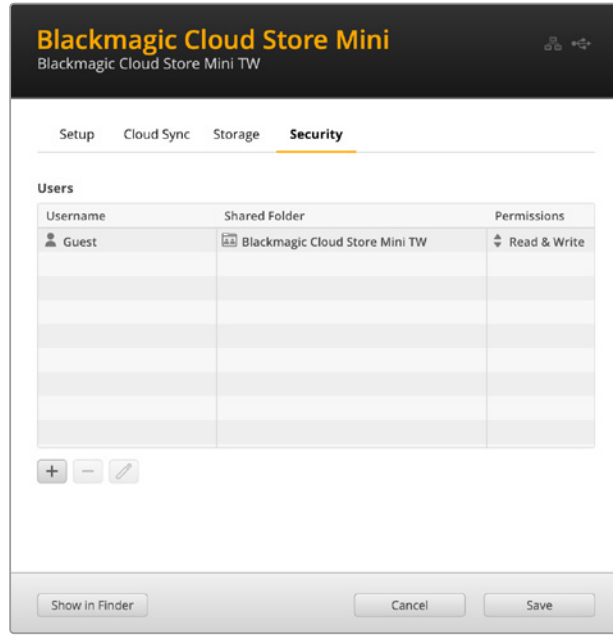 Blackmagic Cloud Store Mini
Blackmagic Cloud Store Mini TW
Setup Cloud Sync Storage Security
Users
Username Shared Folder Permissions
Guest Blackmagic Cloud Store Mini TW Read & Write
Show in Finder Cancel Save